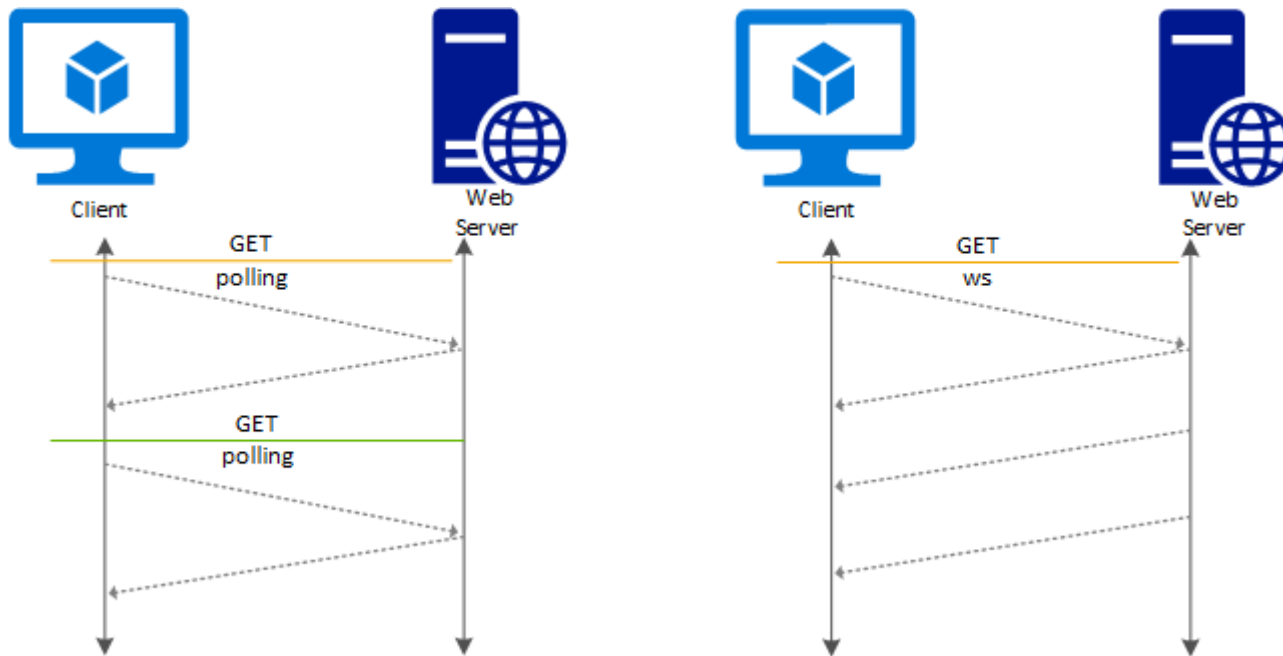 Client
Web
Server
GET
polling
GET
polling
Client
Web
Server
GET
ws